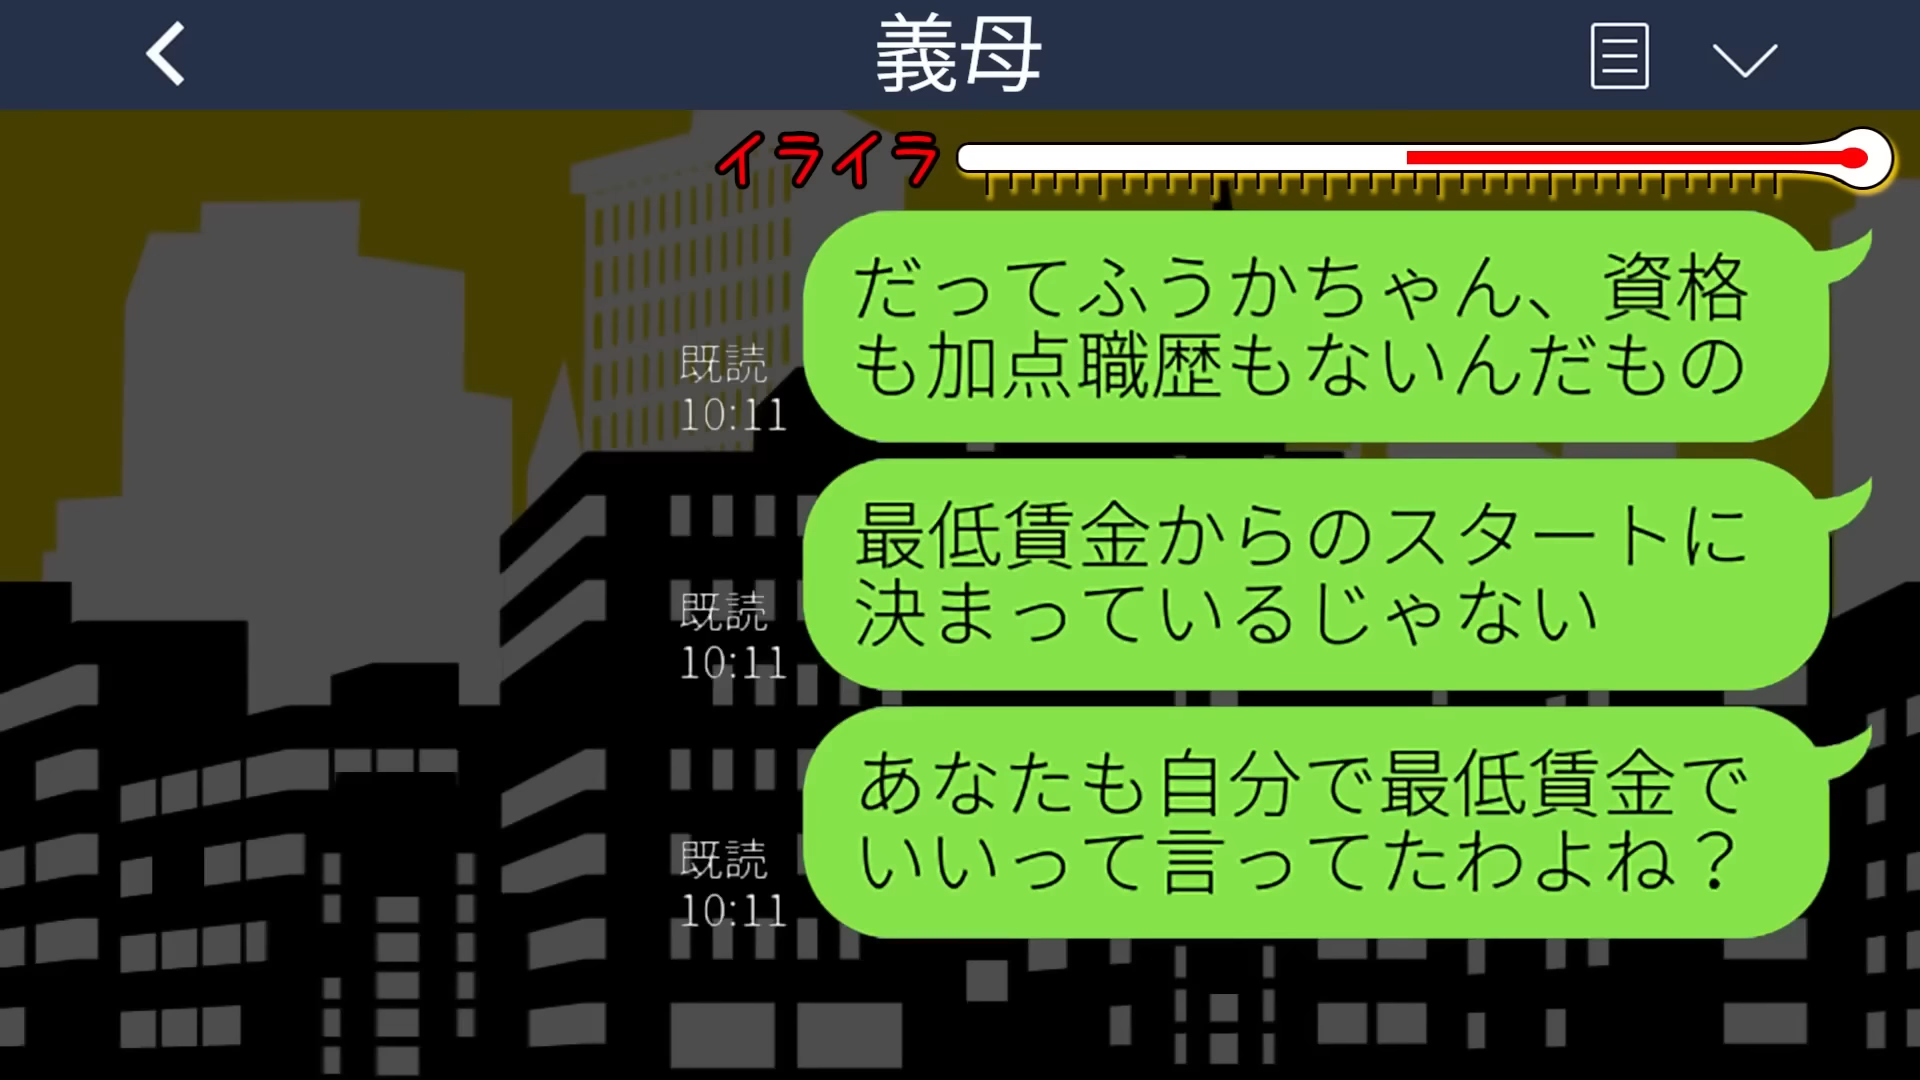 義母
イライラ
だってふうかちゃん、資格
も加点職歴もないんだもの
既読
10:11
最低賃金からのスタートに
決まっているじゃない
既読
10:11
あなたも自分で最低賃金で
いいって言ってたわよね？
既読
10:11